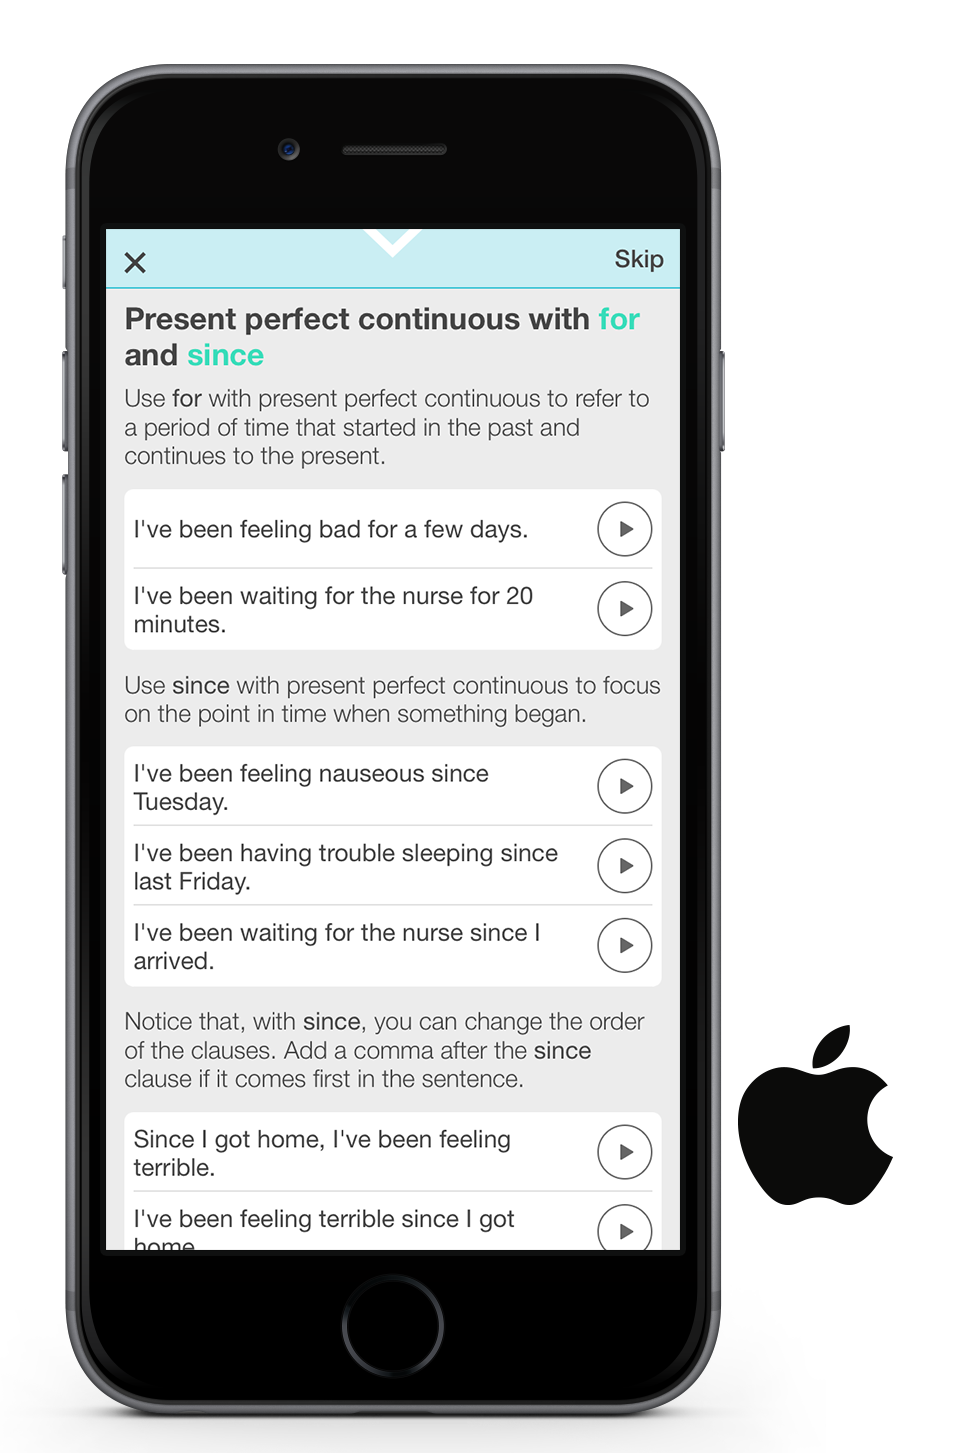 Skip
Present perfect continuous with for
and since
Use for with present perfect continuous to refer to
a period of time that started in the past and
continues to the present.
I've been feeling bad for a few days.
I've been waiting for the nurse for 20
minutes.
Use since with present perfect continuous to focus
on the point in time when something began.
I've been feeling nauseous since
Tuesday.
I've been having trouble sleeping since
last Friday.
I've been waiting for the nurse since I
arrived.
Notice that, with since, you can change the order
of the clauses. Add a comma after the since
clause if it comes first in the sentence.
Since I got home, I've been feeling
terrible.
I've been feeling terrible since I got
home